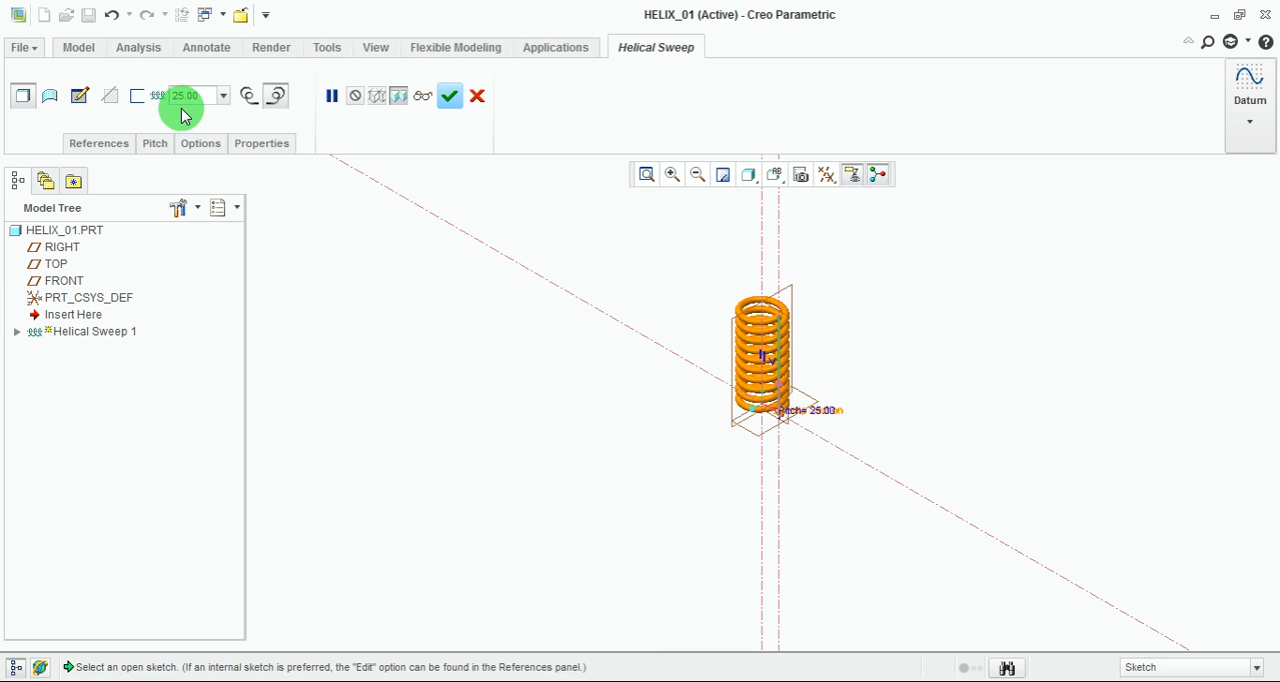 HELIX_01 (Active) - Creo Parametric
File
Model
Analysis
Annotate
Render
Tools
View
Flexible Modeling
Applications
Helical Sweep
25.00
Datum
References
Pitch
Options
Properties
Model Tree
HELIX_01.PRT
RIGHT
TOP
FRONT
PRT_CSYS_DEF
Insert Here
Helical Sweep 1
Pitch= 25.00
Select an open sketch. (If an internal sketch is preferred, the "Edit" option can be found in the References panel.)
Sketch